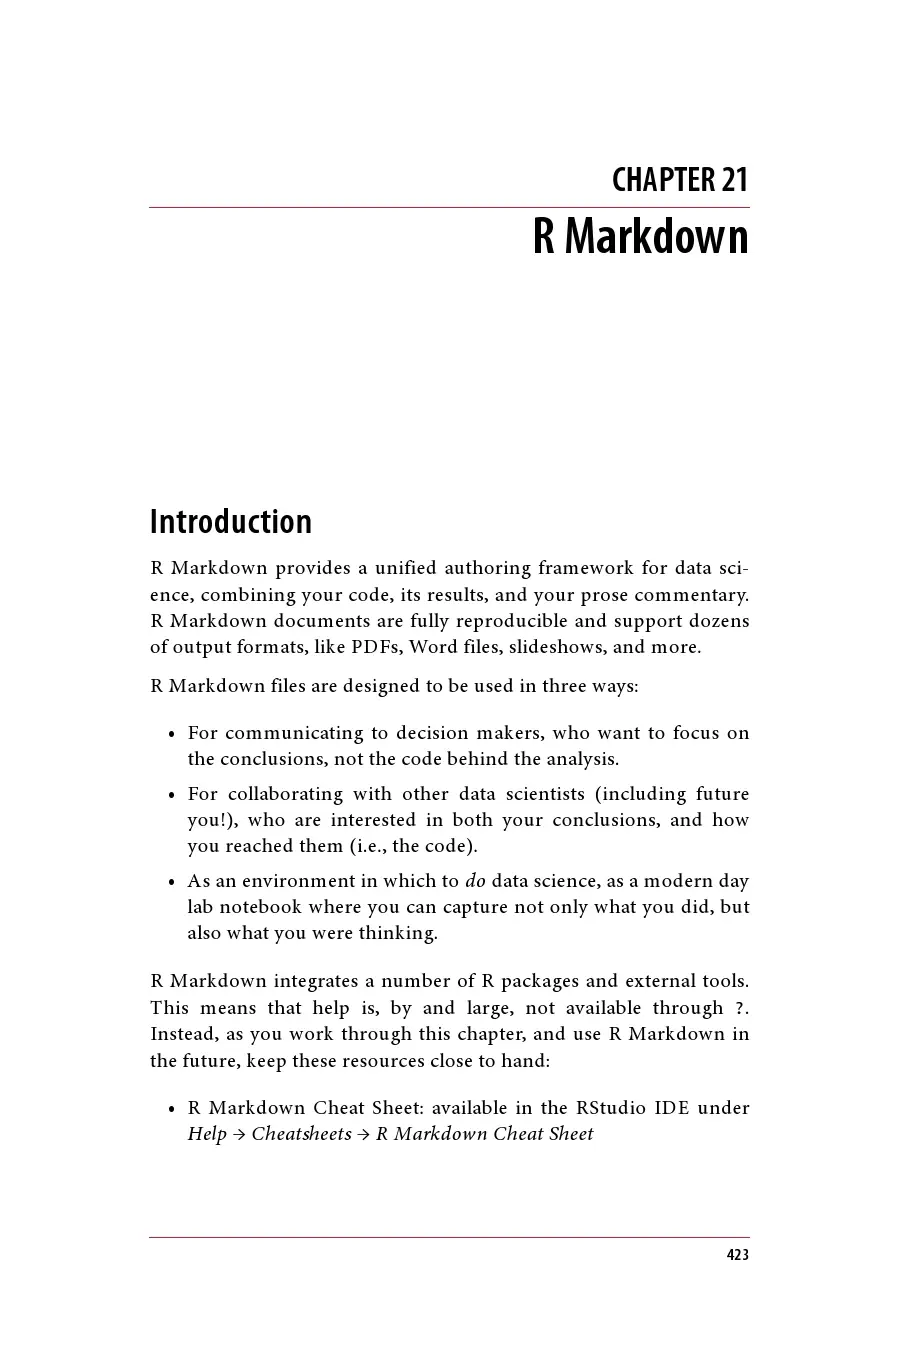 CHAPTER 21
R Markdown
Introduction
R Markdown provides a unified authoring framework for data sci-
ence, combining your code, its results, and your prose commentary.
R Markdown documents are fully reproducible and support dozens
of output formats, like PDFs, Word files, slideshows, and more.
R Markdown files are designed to be used in three ways:
• For communicating to decision makers, who want to focus on
the conclusions, not the code behind the analysis.
• For collaborating with other data scientists (including future
you!), who are interested in both your conclusions, and how
you reached them (i.e., the code).
• As an environment in which to do data science, as a modern day
lab notebook where you can capture not only what you did, but
also what you were thinking.
R Markdown integrates a number of R packages and external tools.
This means that help is, by and large, not available through ?.
Instead, as you work through this chapter, and use R Markdown in
the future, keep these resources close to hand:
• R Markdown Cheat Sheet: available in the RStudio IDE under
Help → Cheatsheets → R Markdown Cheat Sheet
423